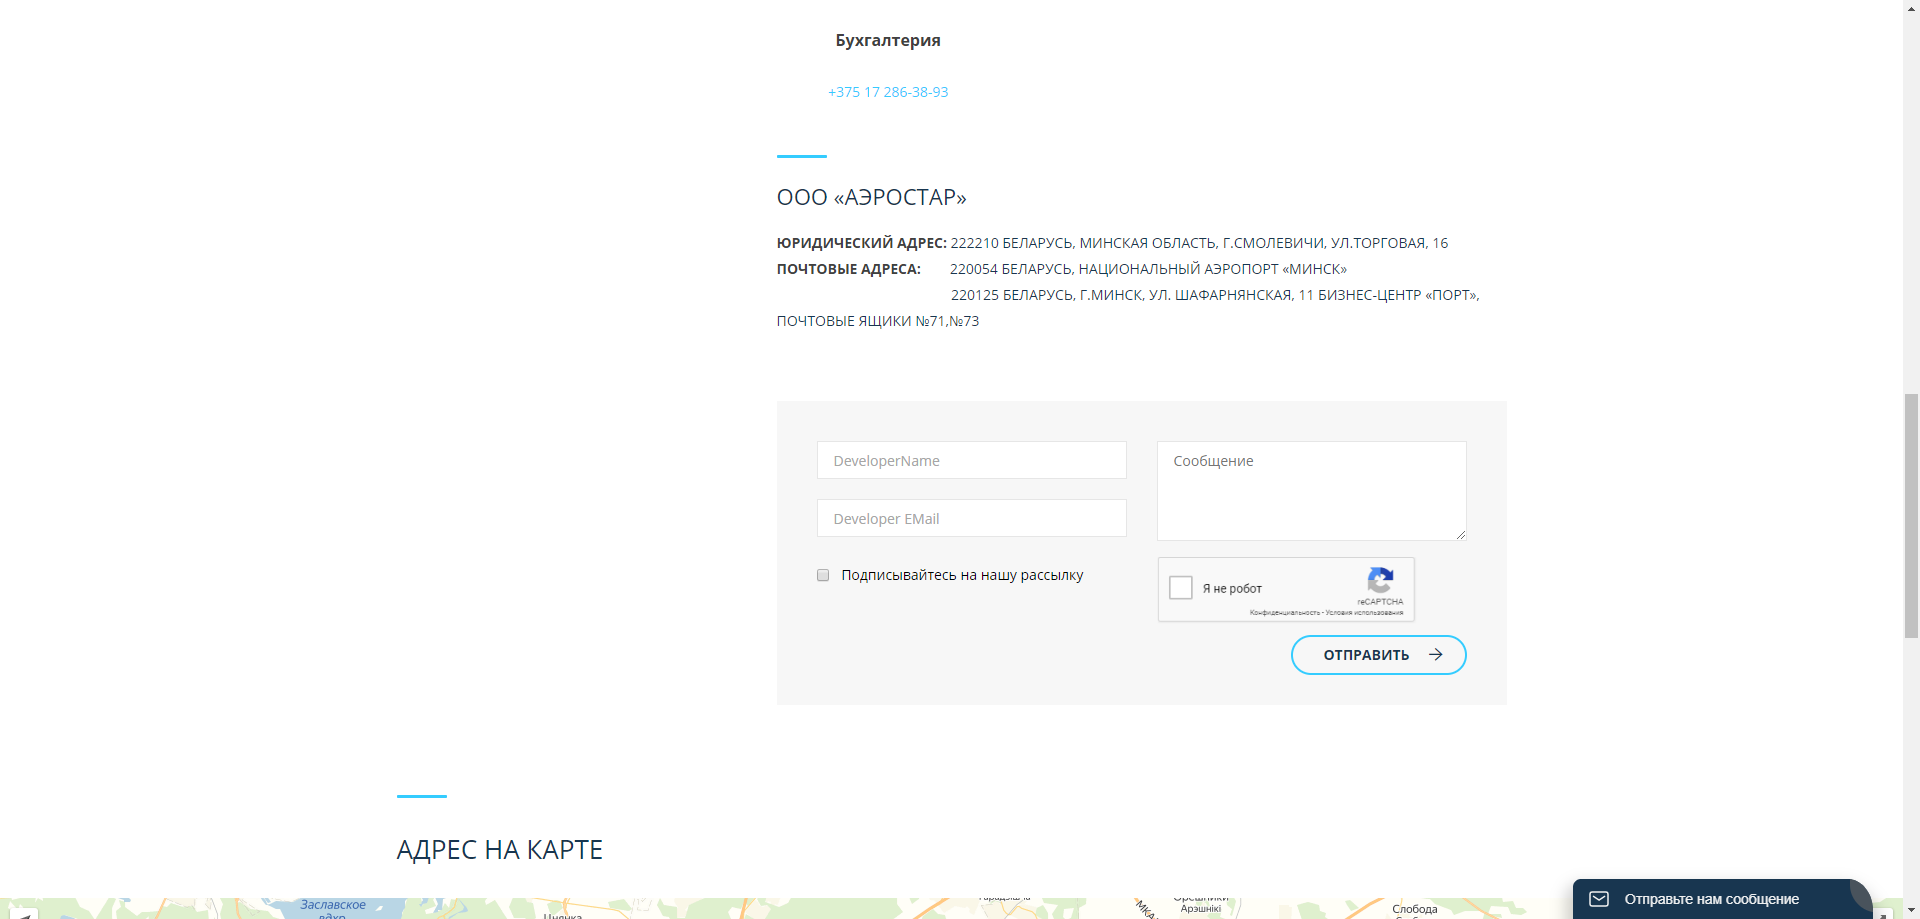 Бухгалтерия
+375 17 286-38-93
ООО «АЭРОСТАР»
ЮРИДИЧЕСКИЙ АДРЕС: 222210 БЕЛАРУСЬ, МИНСКАЯ ОБЛАСТЬ, Г.СМОЛЕВИЧИ, УЛ.ТОРГОВАЯ, 16
ПОЧТОВЫЕ АДРЕСА: 220054 БЕЛАРУСЬ, НАЦИОНАЛЬНЫЙ АЭРОПОРТ «МИНСК»
220125 БЕЛАРУСЬ, Г.МИНСК, УЛ. ШАФАРНЯНСКАЯ, 11 БИЗНЕС-ЦЕНТР «ПОРТ»,
ПОЧТОВЫЕ ЯЩИКИ №71,№73
DeveloperName
Developer EMail
Подписывайтесь на нашу рассылку
Сообщение
Я не робот
reCAPTCHA
Конфиденциальность - Условия использования
ОТПРАВИТЬ
АДРЕС НА КАРТЕ
Заславское
вдхр.
Цнянка
МКА
Арэшнікі
Слобода
Отправьте нам сообщение